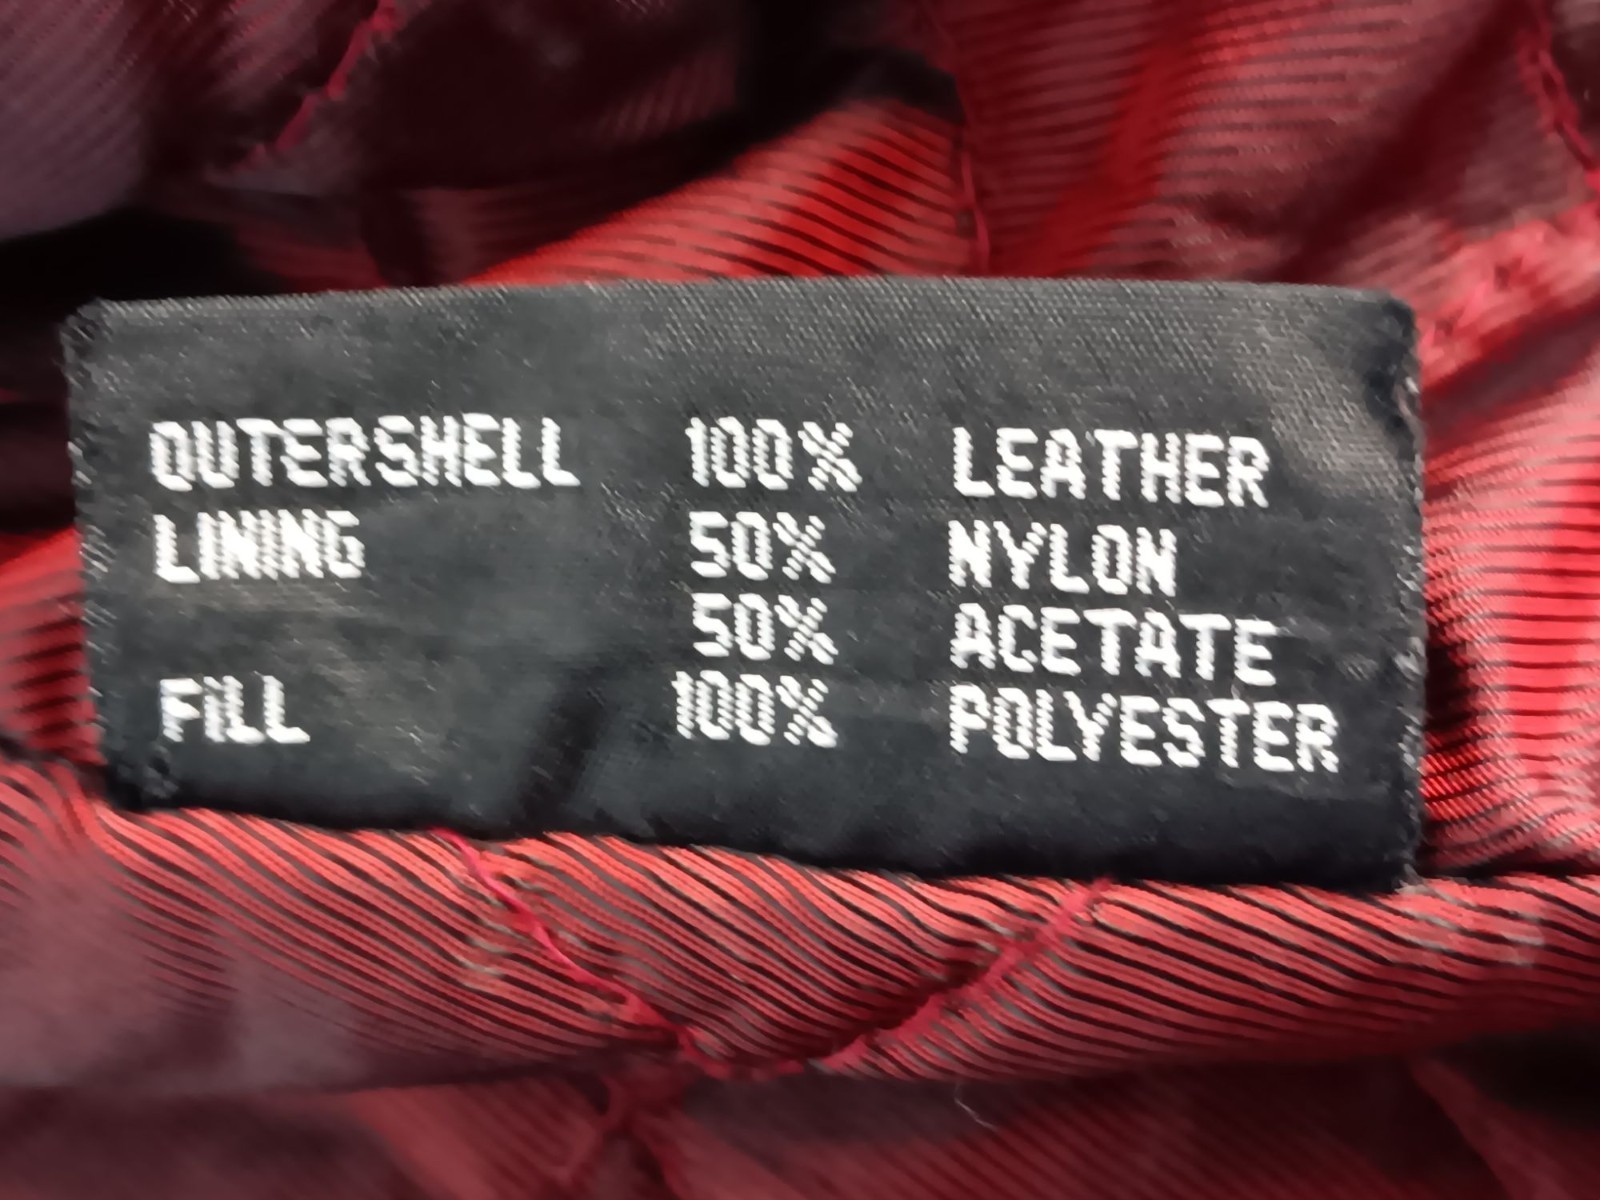 OUTERSHELL 100% LEATHER
LINING 50% NYLON
50% ACETATE
FILL 100% POLYESTER